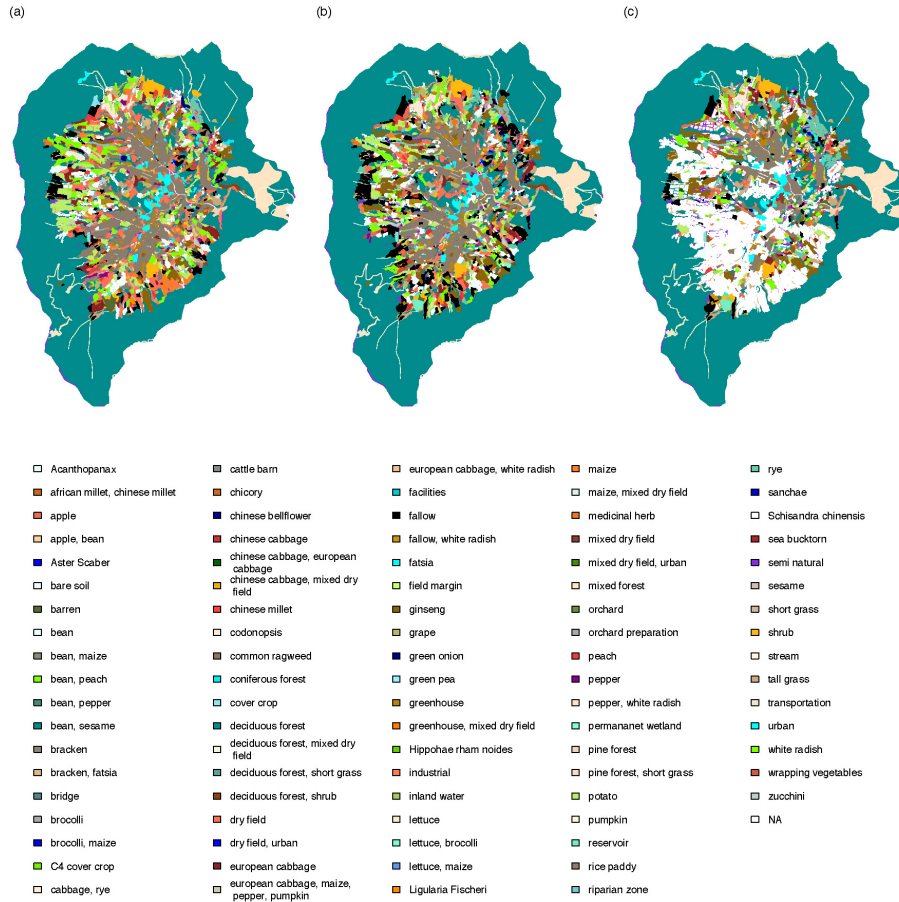 (a)
(b)
(c)
Acanthopanax
african millet, chinese millet
apple
apple, bean
Aster Scaber
bare soil
barren
bean
bean, maize
bean, peach
bean, pepper
bean, sesame
bracken
bracken, fatsia
bridge
brocolli
brocolli, maize
C4 cover crop
cabbage, rye
cattle barn
chicory
chinese bellflower
chinese cabbage
chinese cabbage, european
cabbage
chinese cabbage, mixed dry
field
chinese millet
codonopsis
common ragweed
coniferous forest
cover crop
deciduous forest
deciduous forest, mixed dry
field
deciduous forest, short grass
deciduous forest, shrub
dry field
dry field, urban
european cabbage
european cabbage, maize,
pepper, pumpkin
european cabbage, white radish
facilities
fallow
fallow, white radish
fatsia
field margin
ginseng
grape
green onion
green pea
greenhouse
greenhouse, mixed dry field
Hippohae rham noides
industrial
inland water
lettuce
lettuce, brocolli
lettuce, maize
Ligularia Fischeri
maize
maize, mixed dry field
medicinal herb
mixed dry field
mixed dry field, urban
mixed forest
orchard
orchard preparation
peach
pepper
pepper, white radish
permananet wetland
pine forest
pine forest, short grass
potato
pumpkin
reservoir
rice paddy
riparian zone
rye
sanchae
Schisandra chinensis
sea bucktorn
semi natural
sesame
short grass
shrub
stream
tall grass
transportation
urban
white radish
wrapping vegetables
zucchini
NA